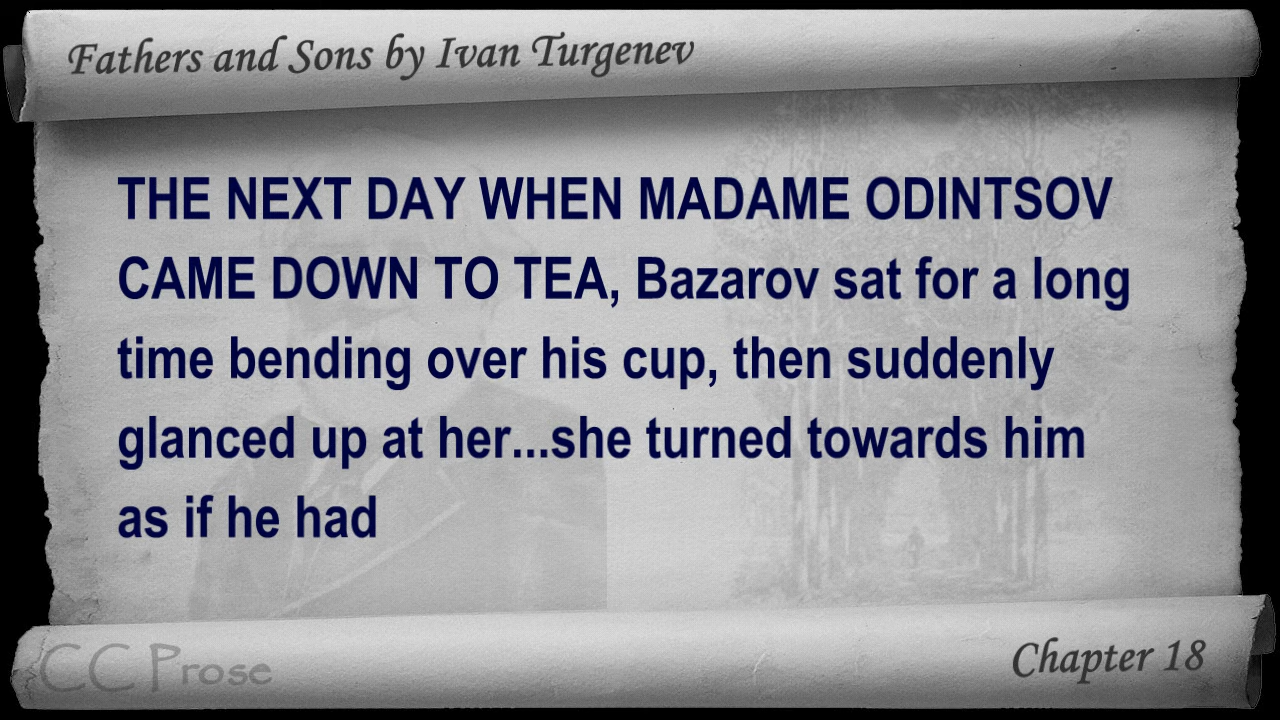 Fathers and Sons by Ivan Turgenev
THE NEXT DAY WHEN MADAME ODINTSOV
CAME DOWN TO TEA, Bazarov sat for a long
time bending over his cup, then suddenly
glanced up at her...she turned towards him
as if he had
CC Prose
Chapter 18